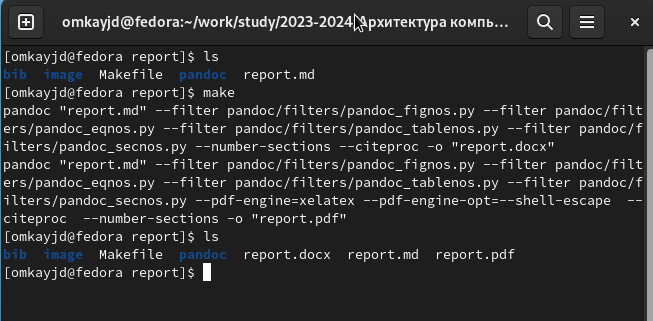 omkayjd@fedora:~/work/study/2023-2024/Архитектура компь...
[omkayjd@fedora report]$ ls
bib image Makefile pandoc report.md
[omkayjd@fedora report]$ make
pandoc "report.md" --filter pandoc/filters/pandoc_fignos.py --filter pandoc/filt
ers/pandoc_eqnos.py --filter pandoc/filters/pandoc_tablenos.py --filter pandoc/f
ilters/pandoc_secnos.py --number-sections --citeproc -o "report.docx"
pandoc "report.md" --filter pandoc/filters/pandoc_fignos.py --filter pandoc/filt
ers/pandoc_eqnos.py --filter pandoc/filters/pandoc_tablenos.py --filter pandoc/f
ilters/pandoc_secnos.py --pdf-engine=xelatex --pdf-engine-opt=--shell-escape --
citeproc --number-sections -o "report.pdf"
[omkayjd@fedora report]$ ls
bib image Makefile pandoc report.docx report.md report.pdf
[omkayjd@fedora report]$